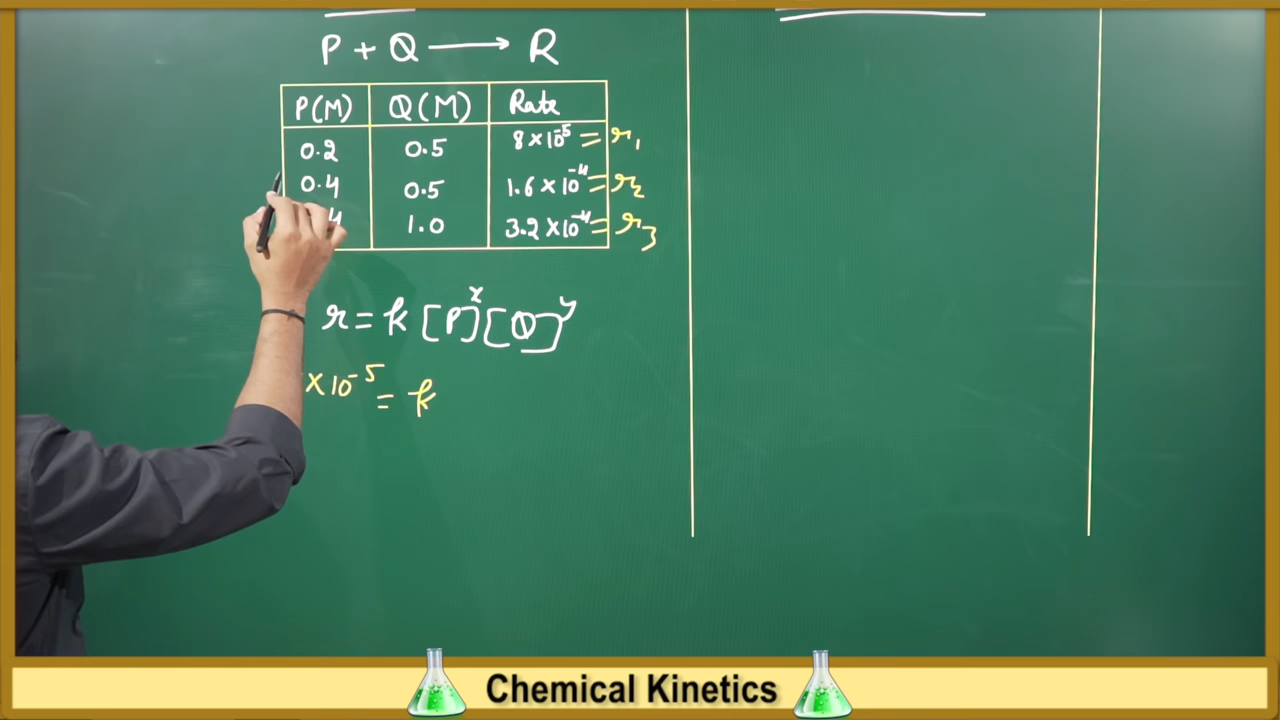 P + Q ⟶ R
P(M) Q(M) Rate
0.2 0.5 8×10⁻⁵ = r₁
0.4 0.5 1.6×10⁻⁴ = r₂
4 1.0 3.2×10⁻⁴ = r₃
r = k [P]ˣ [Q]ʸ
×10⁻⁵ = k
Chemical Kinetics